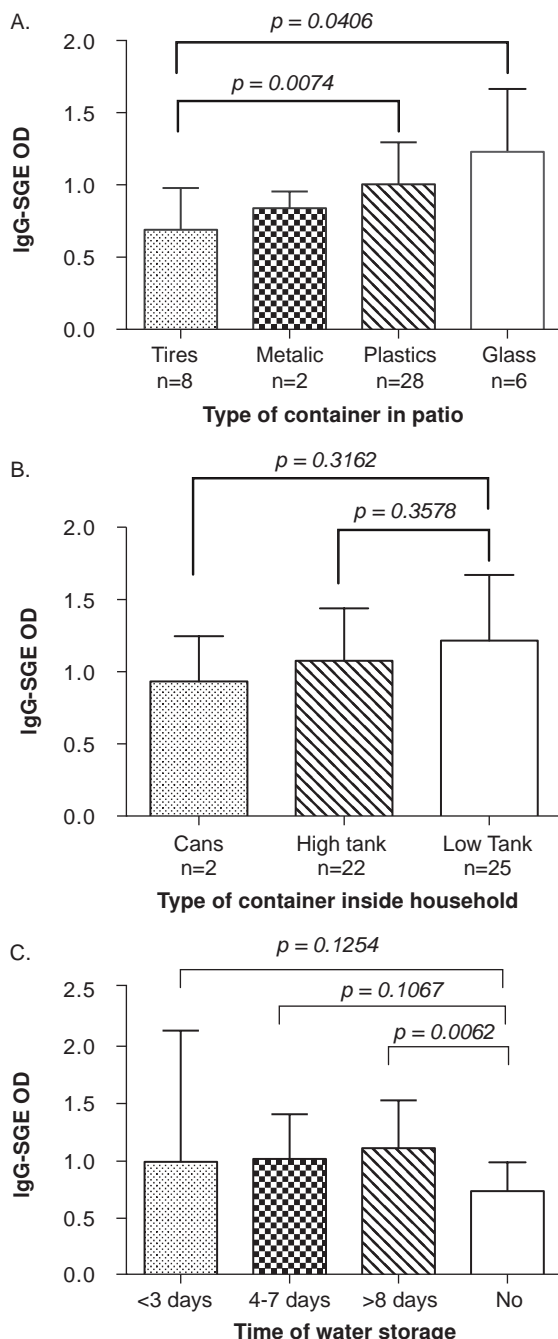 A.
p = 0.0406
p = 0.0074
IgG-SGE OD
2.0
1.5
1.0
0.5
0.0
Tires Metalic Plastics Glass
n=8 n=2 n=28 n=6
Type of container in patio
B.
p = 0.3162
p = 0.3578
IgG-SGE OD
2.0
1.5
1.0
0.5
0.0
Cans High tank Low Tank
n=2 n=22 n=25
Type of container inside household
C.
p = 0.1254
p = 0.1067
p = 0.0062
IgG-SGE OD
2.5
2.0
1.5
1.0
0.5
0.0
<3 days 4-7 days >8 days No
Time of water storage